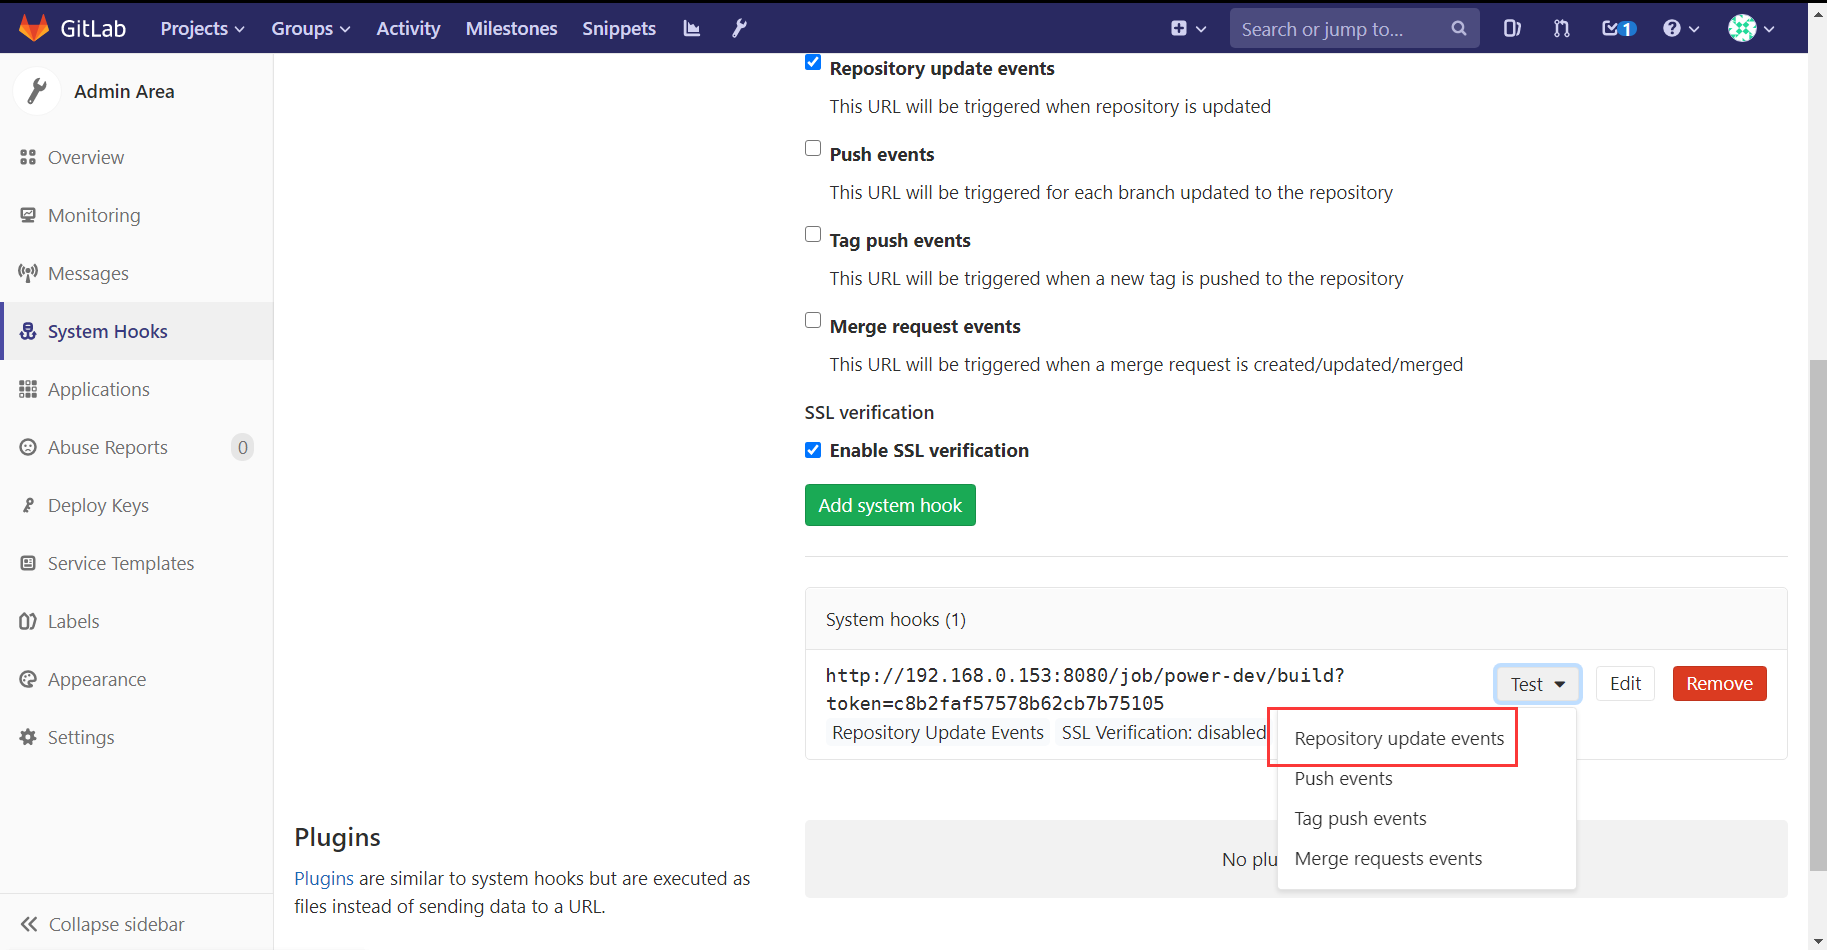 GitLab Projects Groups Activity Milestones Snippets Search or jump to... 1
Admin Area
Overview
Monitoring
Messages
System Hooks
Applications
Abuse Reports 0
Deploy Keys
Service Templates
Labels
Appearance
Settings
Collapse sidebar
Repository update events
This URL will be triggered when repository is updated
Push events
This URL will be triggered for each branch updated to the repository
Tag push events
This URL will be triggered when a new tag is pushed to the repository
Merge request events
This URL will be triggered when a merge request is created/updated/merged
SSL verification
Enable SSL verification
Add system hook
System hooks (1)
http://192.168.0.153:8080/job/power-dev/build?
token=c8b2faf57578b62cb7b75105
Repository Update Events SSL Verification: disabled
Test Edit Remove
Repository update events
Push events
Tag push events
Merge requests events
Plugins
Plugins are similar to system hooks but are executed as
files instead of sending data to a URL.
No plu